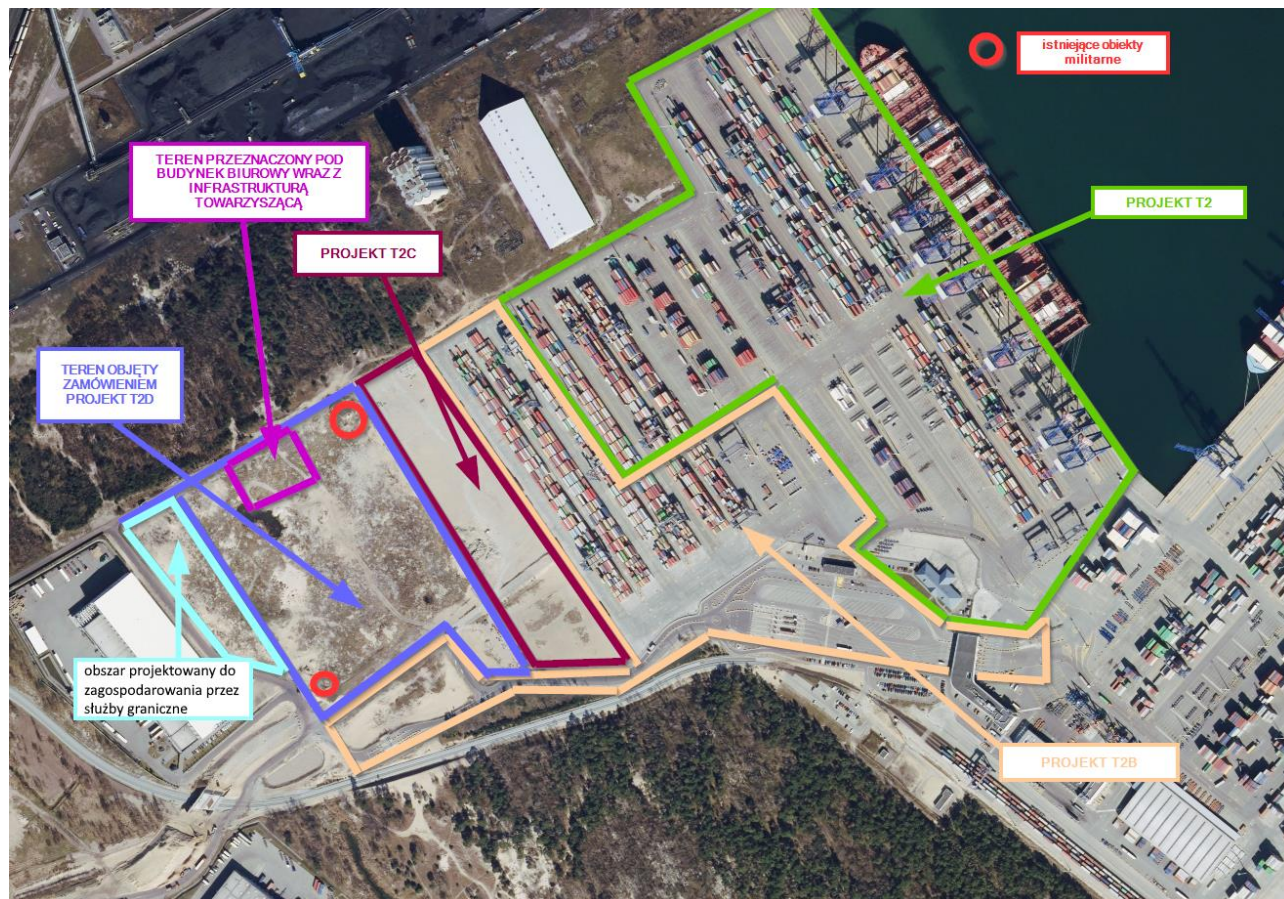 istniejące obiekty
militarne
TEREN PRZEZNACZONY POD
BUDYNEK BIUROWY WRAZ Z
INFRASTRUKTURĄ
TOWARZYSZĄCĄ
PROJEKT T2
PROJEKT T2C
TEREN OBJĘTY
ZAMÓWIENIEM
PROJEKT T2D
obszar projektowany do
zagospodarowania przez
służby graniczne
PROJEKT T2B